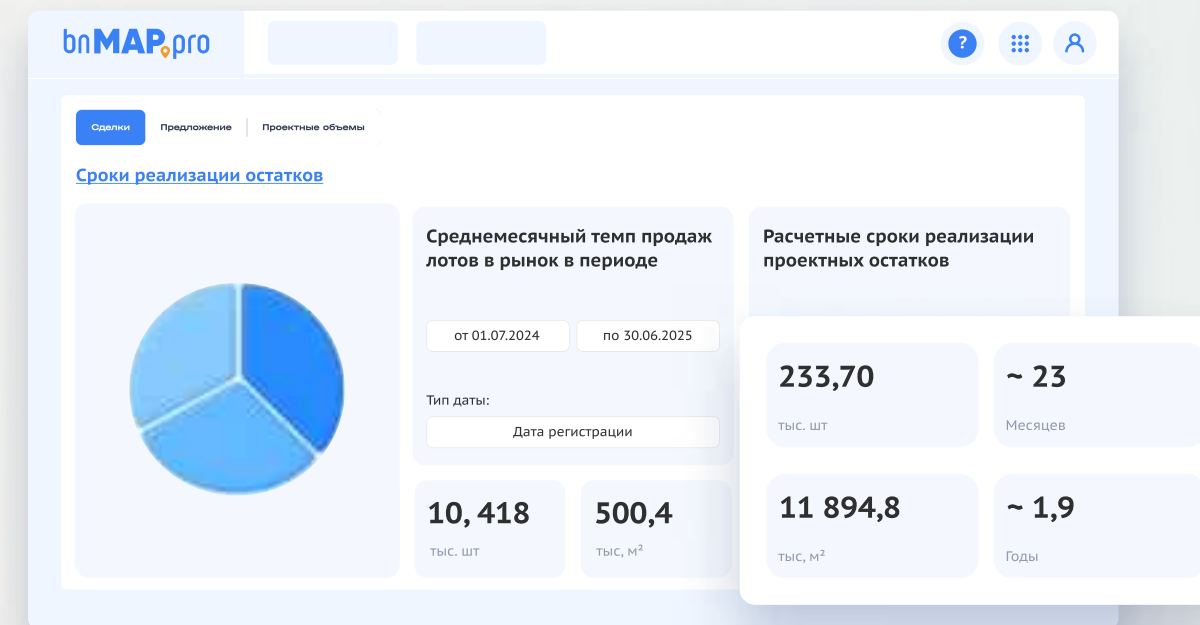 bnMAP.pro
?
Сделки
Предложение
Проектные объемы
Сроки реализации остатков
Среднемесячный темп продаж
лотов в рынок в периоде
от 01.07.2024
по 30.06.2025
Тип даты:
Дата регистрации
10, 418
тыс. шт
500,4
тыс, м²
Расчетные сроки реализации
проектных остатков
233,70
тыс. шт
~ 23
Месяцев
11 894,8
тыс, м²
~ 1,9
Годы